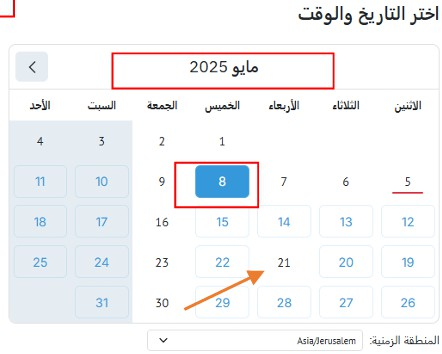 اختر التاريخ والوقت
مايو 2025
الاثنين الثلاثاء الأربعاء الخميس الجمعة السبت الأحد
1 2 3 4
5 6 7 8 9 10 11
12 13 14 15 16 17 18
19 20 21 22 23 24 25
26 27 28 29 30 31
المنطقة الزمنية: Asia/Jerusalem